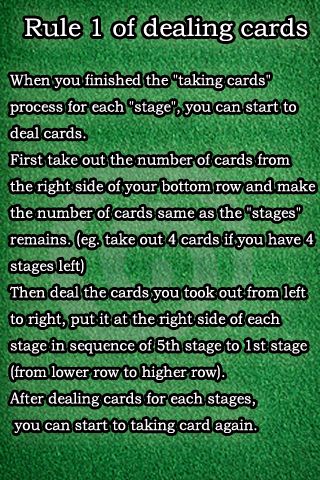 Rule 1 of dealing cards
When you finished the "taking cards"
process for each "stage", you can start to
deal cards.
First take out the number of cards from
the right side of your bottom row and make
the number of cards same as the "stages"
remains. (eg. take out 4 cards if you have 4
stages left)
Then deal the cards you took out from left
to right, put it at the right side of each
stage in sequence of 5th stage to 1st stage
(from lower row to higher row).
After dealing cards for each stages,
you can start to taking card again.